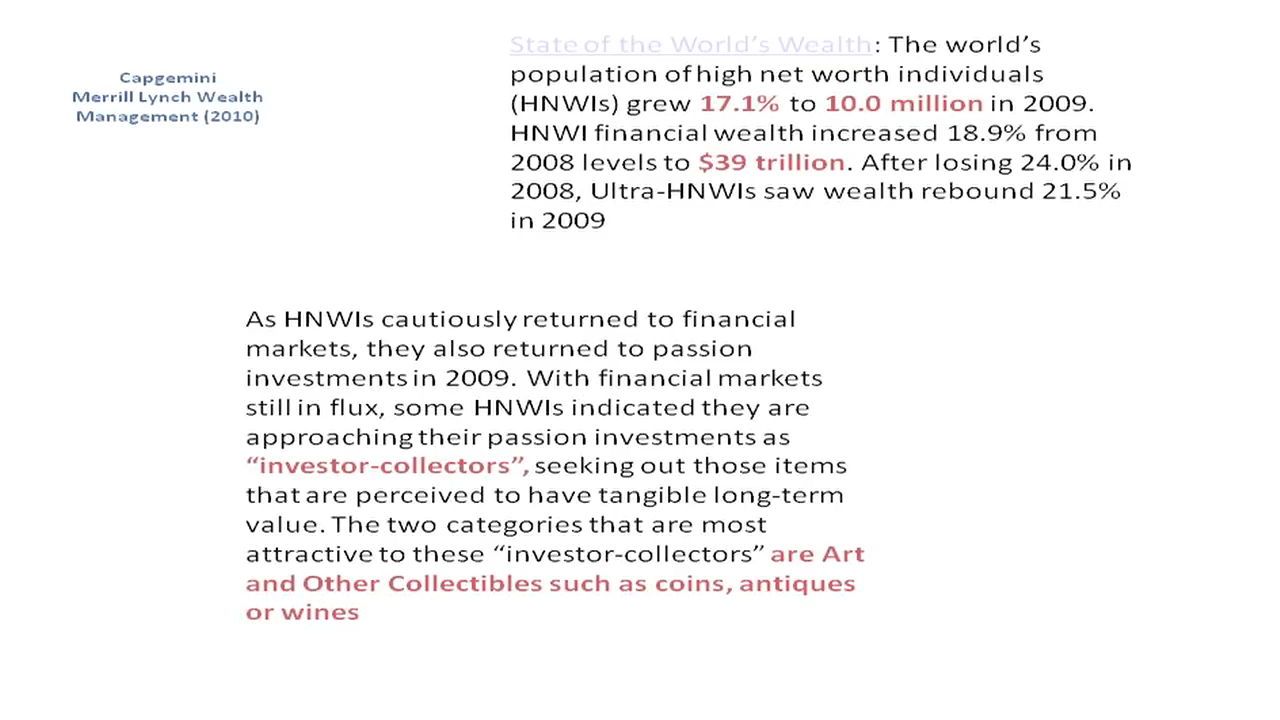 Capgemini
Merrill Lynch Wealth
Management (2010)
State of the World's Wealth: The world's
population of high net worth individuals
(HNWIs) grew 17.1% to 10.0 million in 2009.
HNWI financial wealth increased 18.9% from
2008 levels to $39 trillion. After losing 24.0% in
2008, Ultra-HNWIs saw wealth rebound 21.5%
in 2009
As HNWIs cautiously returned to financial
markets, they also returned to passion
investments in 2009. With financial markets
still in flux, some HNWIs indicated they are
approaching their passion investments as
“investor-collectors”, seeking out those items
that are perceived to have tangible long-term
value. The two categories that are most
attractive to these “investor-collectors” are Art
and Other Collectibles such as coins, antiques
or wines